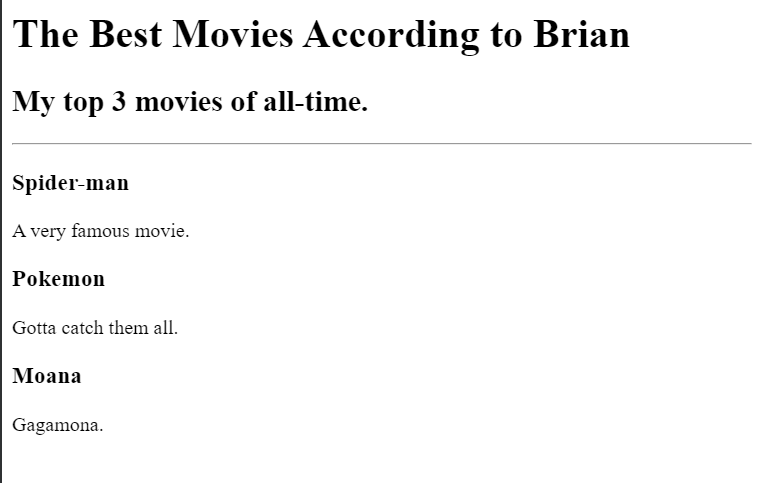 The Best Movies According to Brian
My top 3 movies of all-time.
Spider-man
A very famous movie.
Pokemon
Gotta catch them all.
Moana
Gagamona.